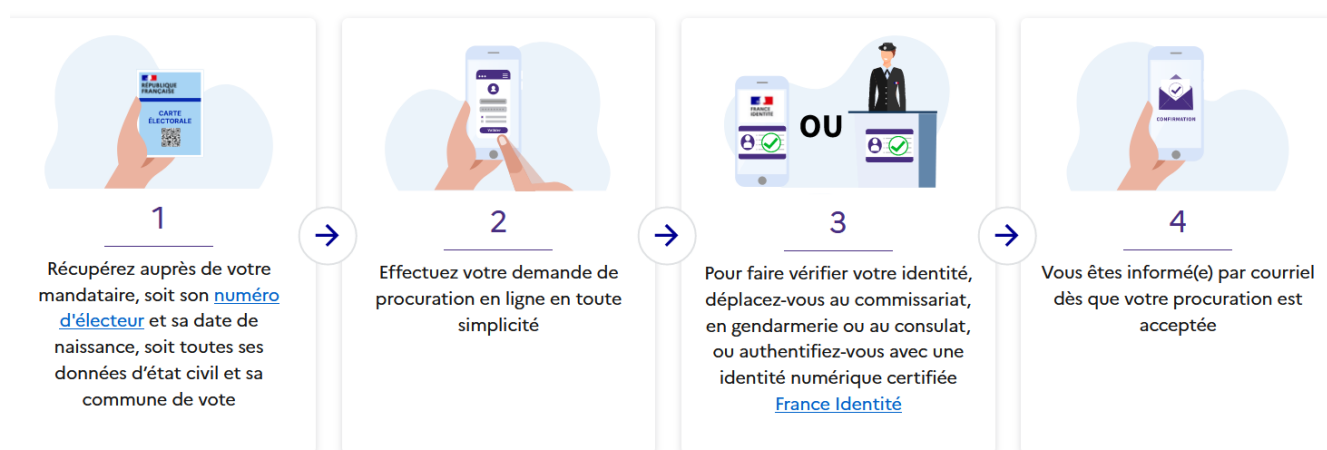 RÉPUBLIQUE
FRANÇAISE
CARTE
ÉLECTORALE
1
Récupérez auprès de votre
mandataire, soit son numéro
d'électeur et sa date de
naissance, soit toutes ses
données d’état civil et sa
commune de vote
Valider
2
Effectuez votre demande de
procuration en ligne en toute
simplicité
FRANCE
IDENTITÉ
OU
3
Pour faire vérifier votre identité,
déplacez-vous au commissariat,
en gendarmerie ou au consulat,
ou authentifiez-vous avec une
identité numérique certifiée
France Identité
CONFIRMATION
4
Vous êtes informé(e) par courriel
dès que votre procuration est
acceptée